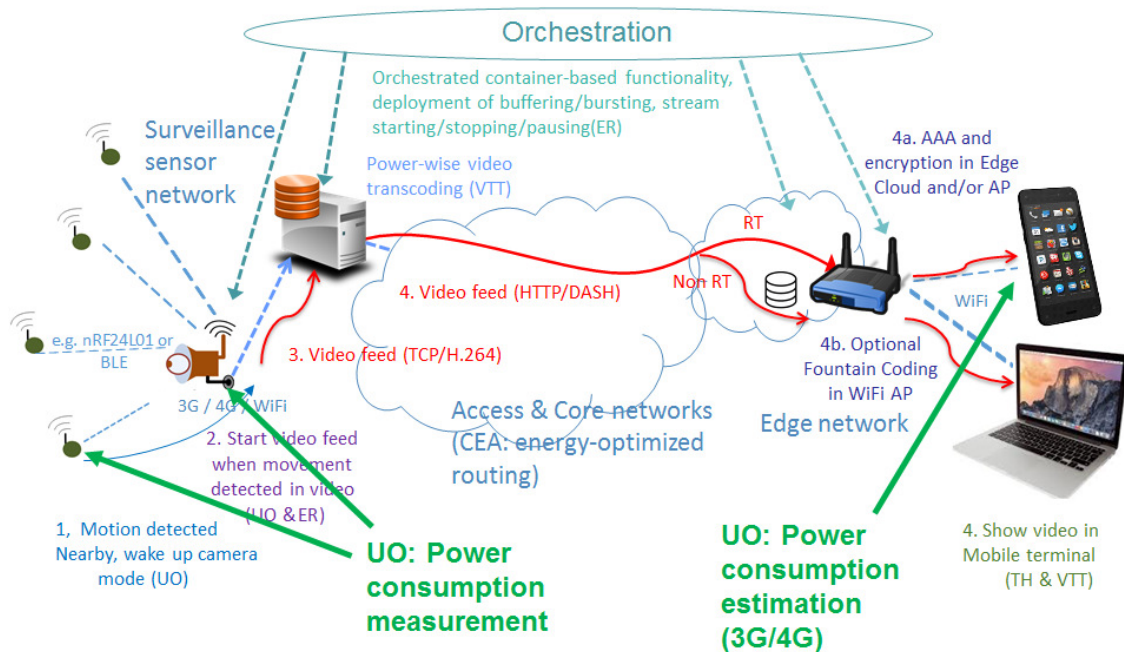 Orchestration
Orchestrated container-based functionality,
deployment of buffering/bursting, stream
starting/stopping/pausing(ER)
Surveillance
sensor
network
Power-wise video
transcoding (VTT)
4a. AAA and
encryption in Edge
Cloud and/or AP
RT
Non RT
4. Video feed (HTTP/DASH)
WiFi
e.g. nRF24L01 or
BLE
3. Video feed (TCP/H.264)
3G / 4G / WiFi
4b. Optional
Fountain Coding
in WiFi AP
Access & Core networks
(CEA: energy-optimized
routing)
Edge network
2. Start video feed
when movement
detected in video
(UO &ER)
1, Motion detected
Nearby, wake up camera
mode (UO)
UO: Power
consumption
measurement
UO: Power
consumption
estimation
(3G/4G)
4. Show video in
Mobile terminal
(TH & VTT)